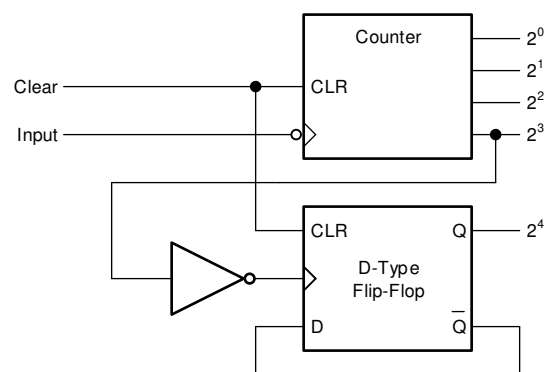 Counter
2⁰
2¹
Clear
CLR
2²
Input
2³
CLR
Q
2⁴
D-Type
Flip-Flop
D
Q̅